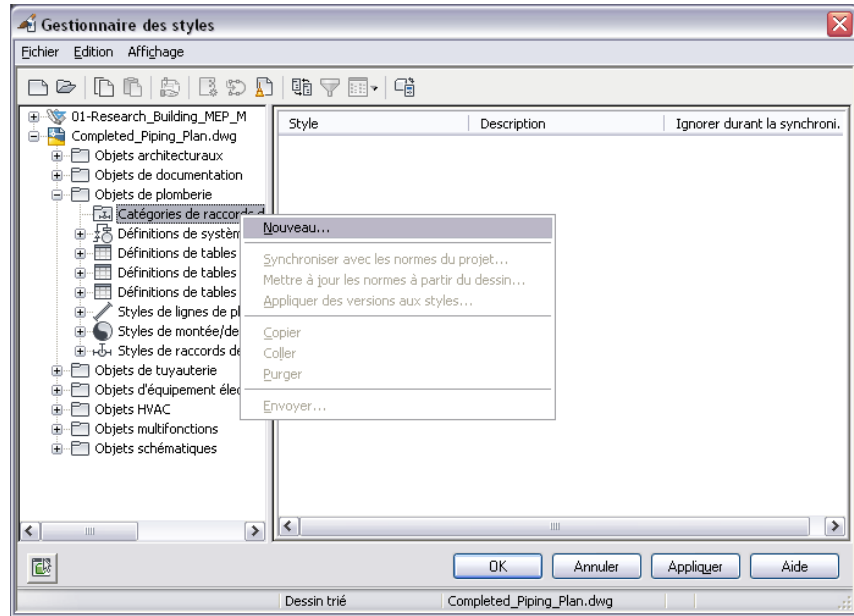 Gestionnaire des styles
Fichier Edition Affichage
01-Research_Building_MEP_M
Completed_Piping_Plan.dwg
Objets architecturaux
Objets de documentation
Objets de plomberie
Catégories de raccords d
Définitions de systèm
Définitions de tables
Définitions de tables
Définitions de tables
Styles de lignes de pl
Styles de montée/de
Styles de raccords de
Objets de tuyauterie
Objets d'équipement élec
Objets HVAC
Objets multifonctions
Objets schématiques
Style Description Ignorer durant la synchroni.
Nouveau...
Synchroniser avec les normes du projet...
Mettre à jour les normes à partir du dessin...
Appliquer des versions aux styles...
Copier
Coller
Purger
Envoyer...
OK Annuler Appliquer Aide
Dessin trié Completed_Piping_Plan.dwg